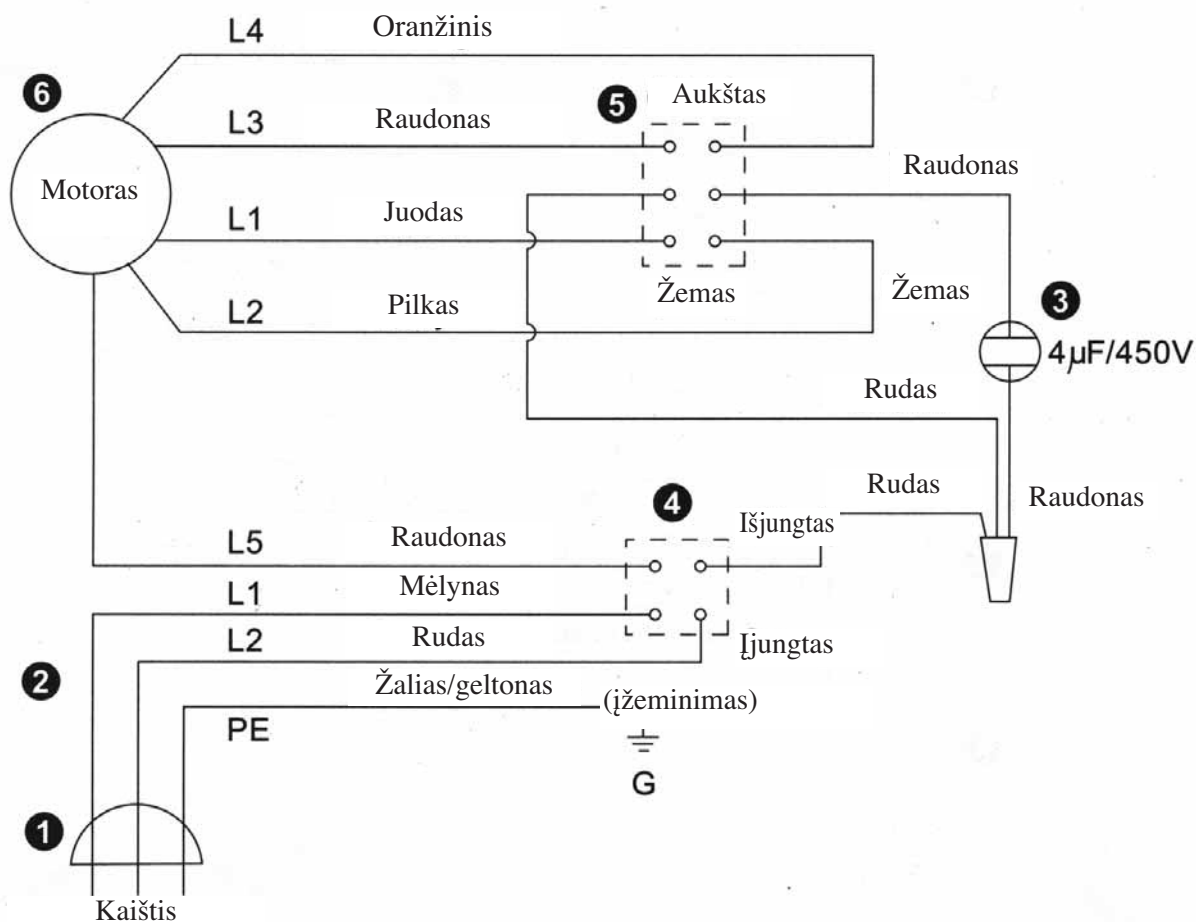 L4 Oranžinis
6
5 Aukštas
L3 Raudonas
Raudonas
Motoras
L1 Juodas
Žemas
Žemas
3
L2 Pilkas
4µF/450V
Rudas
4
Rudas
Raudonas
Išjungtas
L5 Raudonas
L1 Mėlynas
L2 Rudas
Įjungtas
2
Žalias/geltonas
(įžeminimas)
PE
G
1
Kaištis